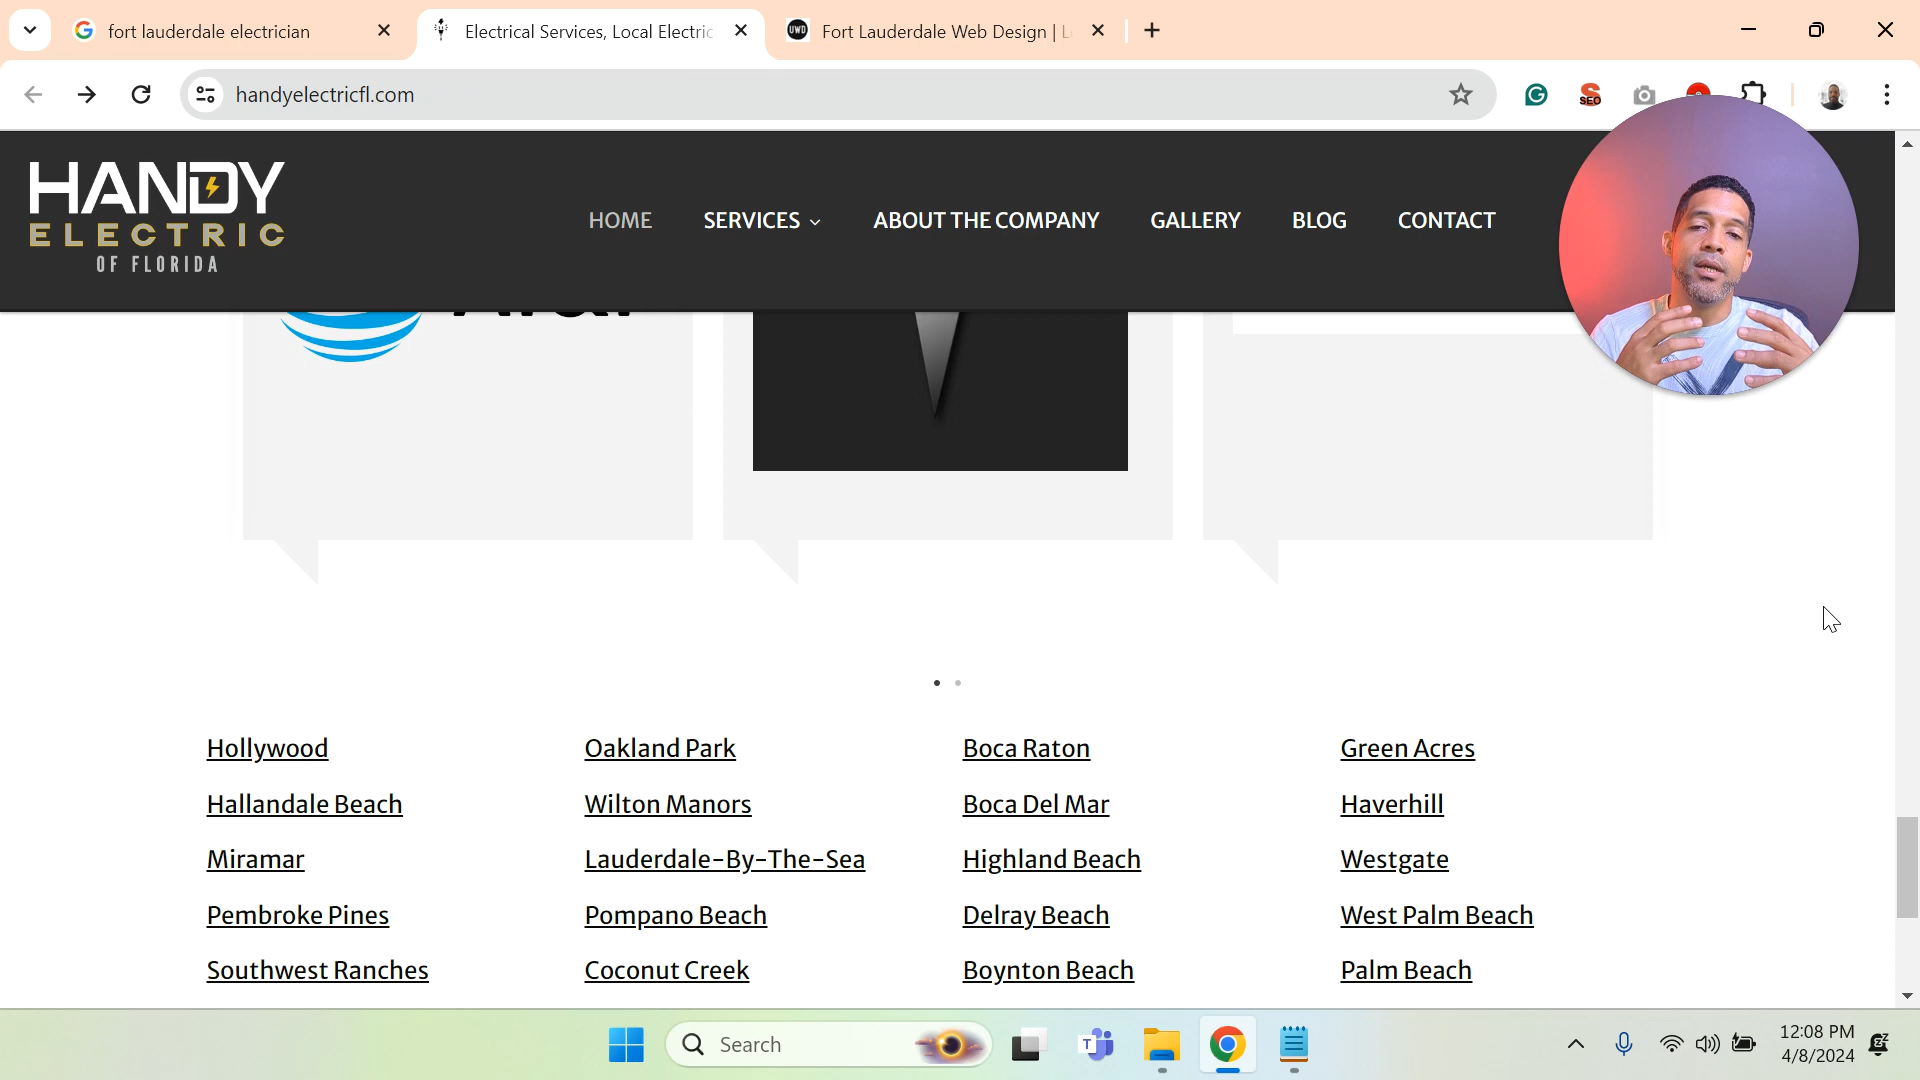 fort lauderdale electrician
Electrical Services, Local Electric
UWD
Fort Lauderdale Web Design | L
handyelectricfl.com
SEO
HANDY
ELECTRIC
OF FLORIDA
HOME
SERVICES
ABOUT THE COMPANY
GALLERY
BLOG
CONTACT
Hollywood
Oakland Park
Boca Raton
Green Acres
Hallandale Beach
Wilton Manors
Boca Del Mar
Haverhill
Miramar
Lauderdale-By-The-Sea
Highland Beach
Westgate
Pembroke Pines
Pompano Beach
Delray Beach
West Palm Beach
Southwest Ranches
Coconut Creek
Boynton Beach
Palm Beach
Search
12:08 PM
4/8/2024